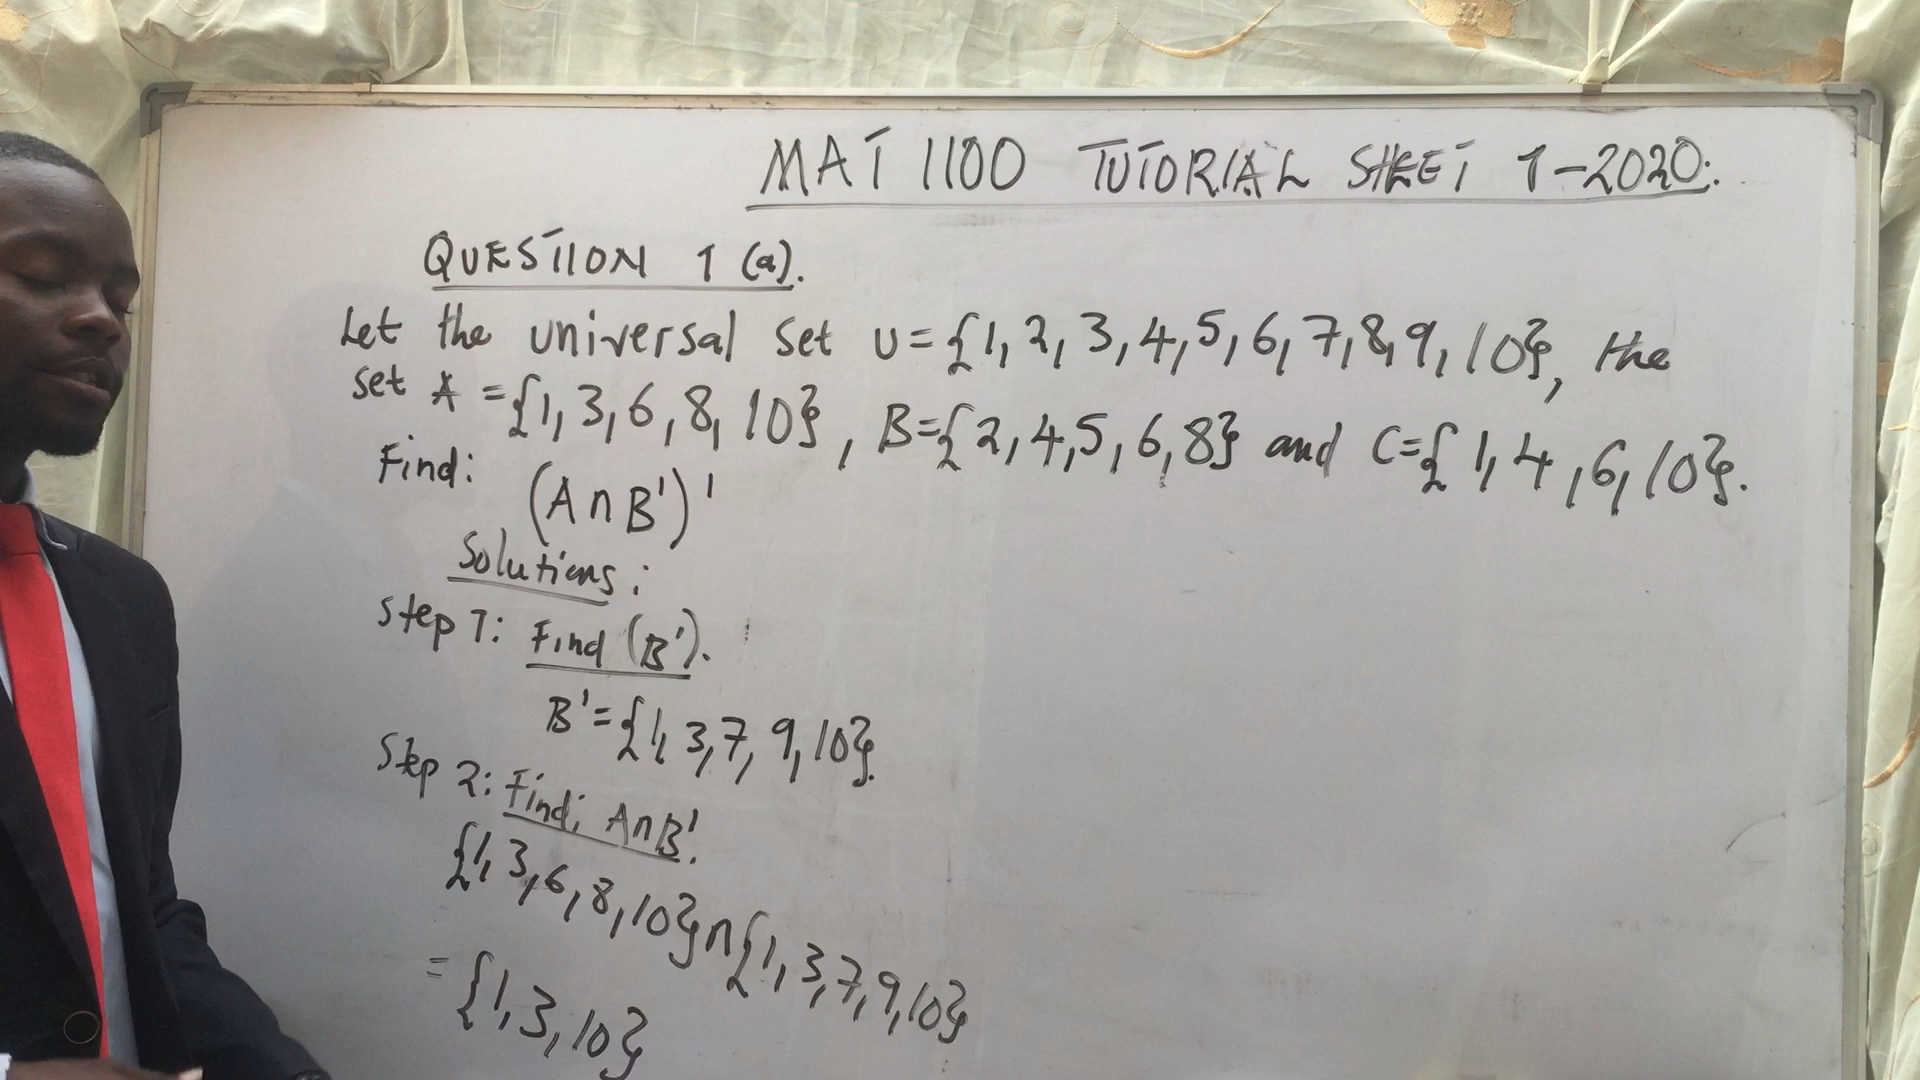 MAT 1100 TUTORIAL SHEET 1-2020:
QUESTION 1 (a).
Let the universal set U={1, 2, 3, 4, 5, 6, 7, 8, 9, 10}, the
set A={1, 3, 6, 8, 10}, B={2, 4, 5, 6, 8} and C={1, 4, 6, 10}.
Find:
(A∩B')'
Solutions:
Step 1: Find (B').
B'={1, 3, 7, 9, 10}.
Step 2: Find; A∩B'.
{1, 3, 6, 8, 10}∩{1, 3, 7, 9, 10}
={1, 3, 10}